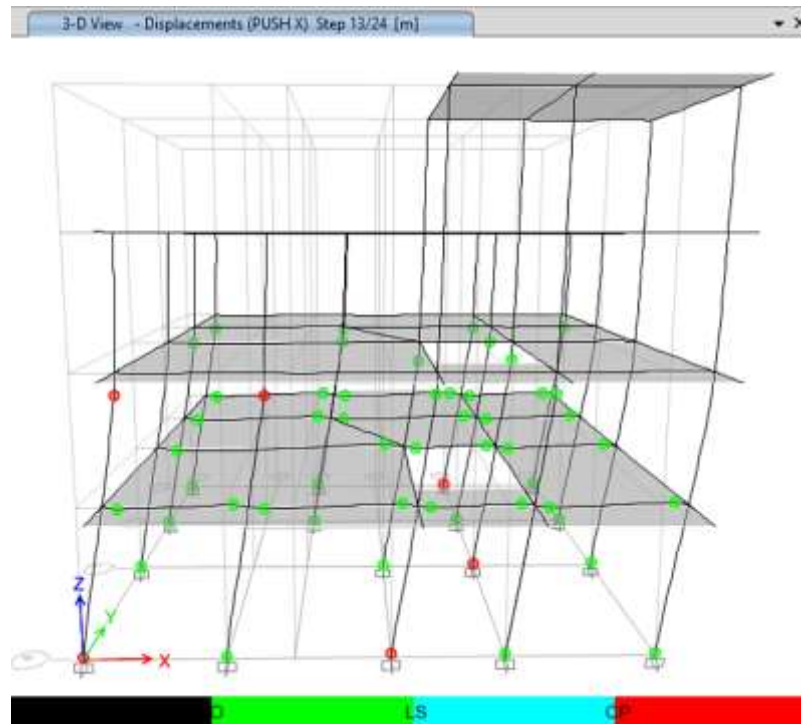 3-D View - Displacements (PUSH X) Step 13/24 [m]
Z
Y
X
IO LS CP